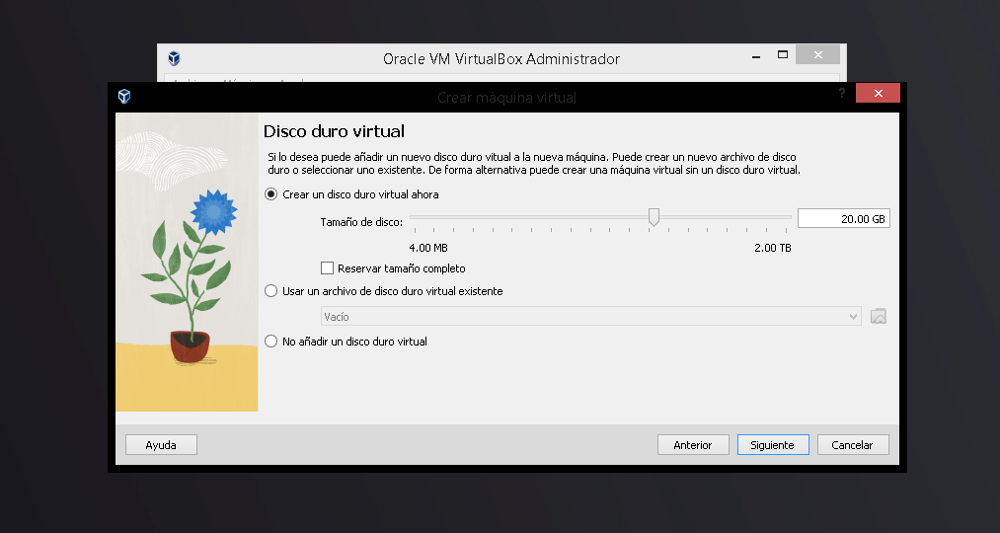 Oracle VM VirtualBox Administrador
Crear máquina virtual
?
Disco duro virtual
Si lo desea puede añadir un nuevo disco duro vitual a la nueva máquina. Puede crear un nuevo archivo de disco
duro o seleccionar uno existente. De forma alternativa puede crear una máquina virtual sin un disco duro virtual.
Crear un disco duro virtual ahora
Tamaño de disco:
20.00 GB
4.00 MB
2.00 TB
Reservar tamaño completo
Usar un archivo de disco duro virtual existente
Vacío
No añadir un disco duro virtual
Ayuda
Anterior
Siguiente
Cancelar